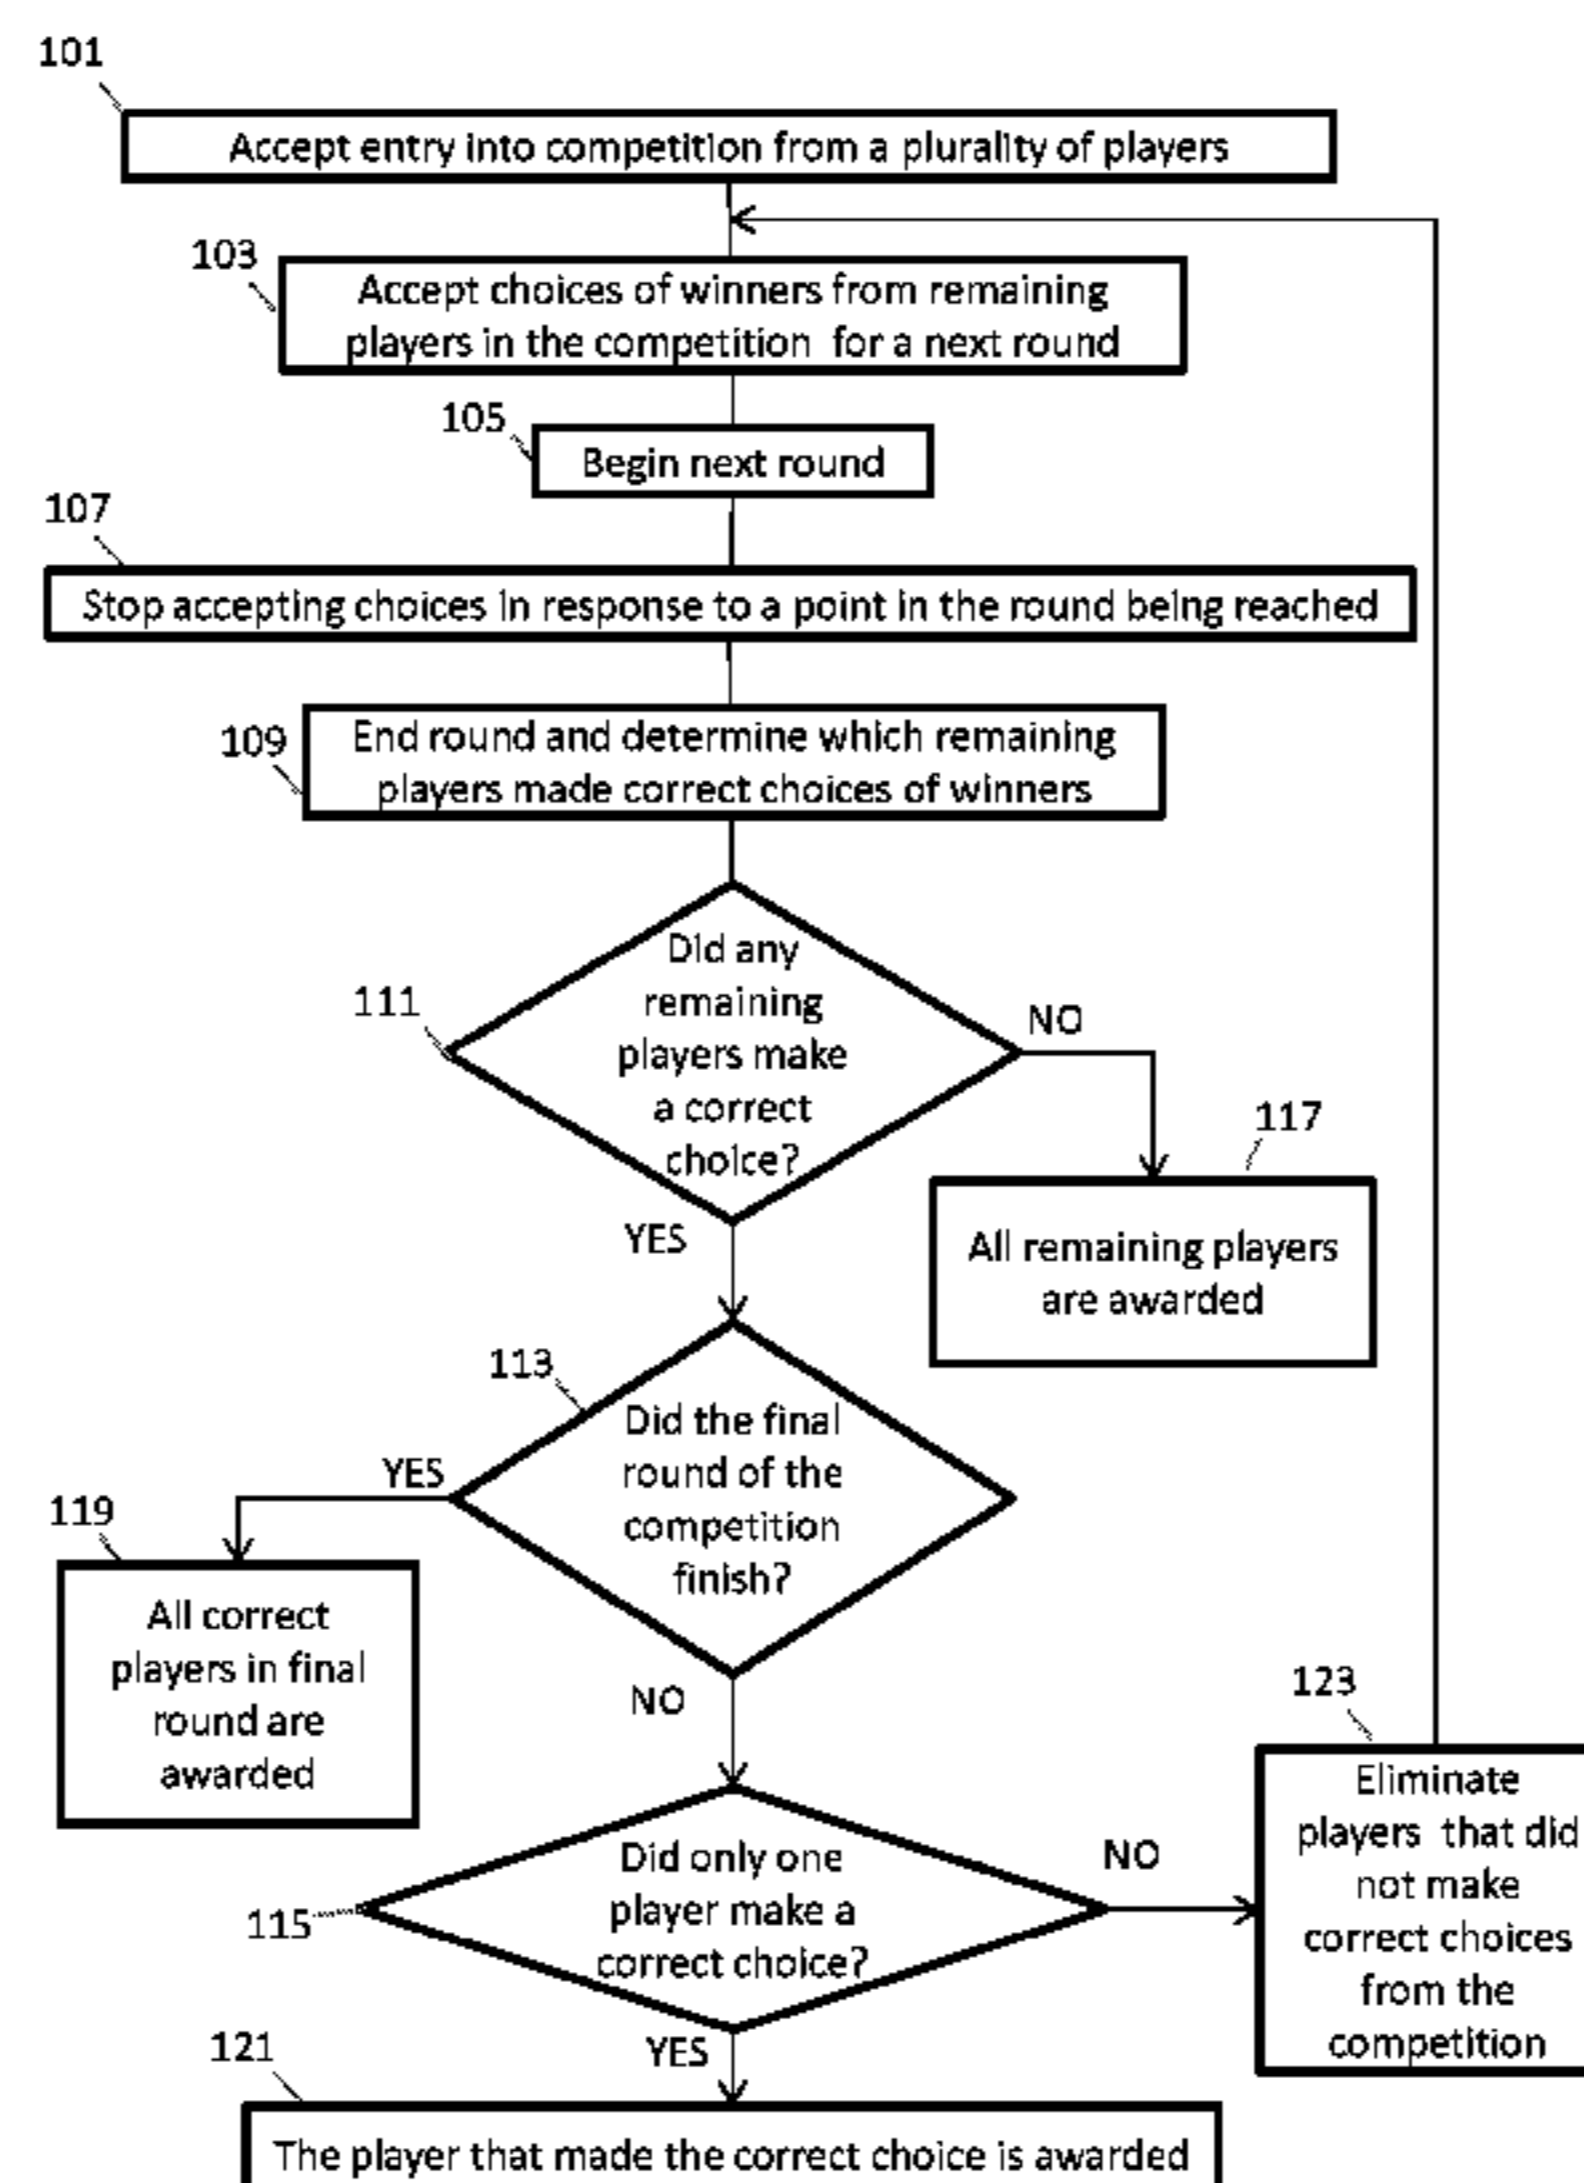 101
Accept entry into competition from a plurality of players
103
Accept choices of winners from remaining
players in the competition for a next round
105
Begin next round
107
Stop accepting choices in response to a point in the round being reached
109
End round and determine which remaining
players made correct choices of winners
111
Did any
remaining
players make
a correct
choice?
NO
117
All remaining players
are awarded
YES
113
Did the final
round of the
competition
finish?
YES
119
All correct
players in final
round are
awarded
NO
115
Did only one
player make a
correct choice?
NO
123
Eliminate
players that did
not make
correct choices
from the
competition
YES
121
The player that made the correct choice is awarded